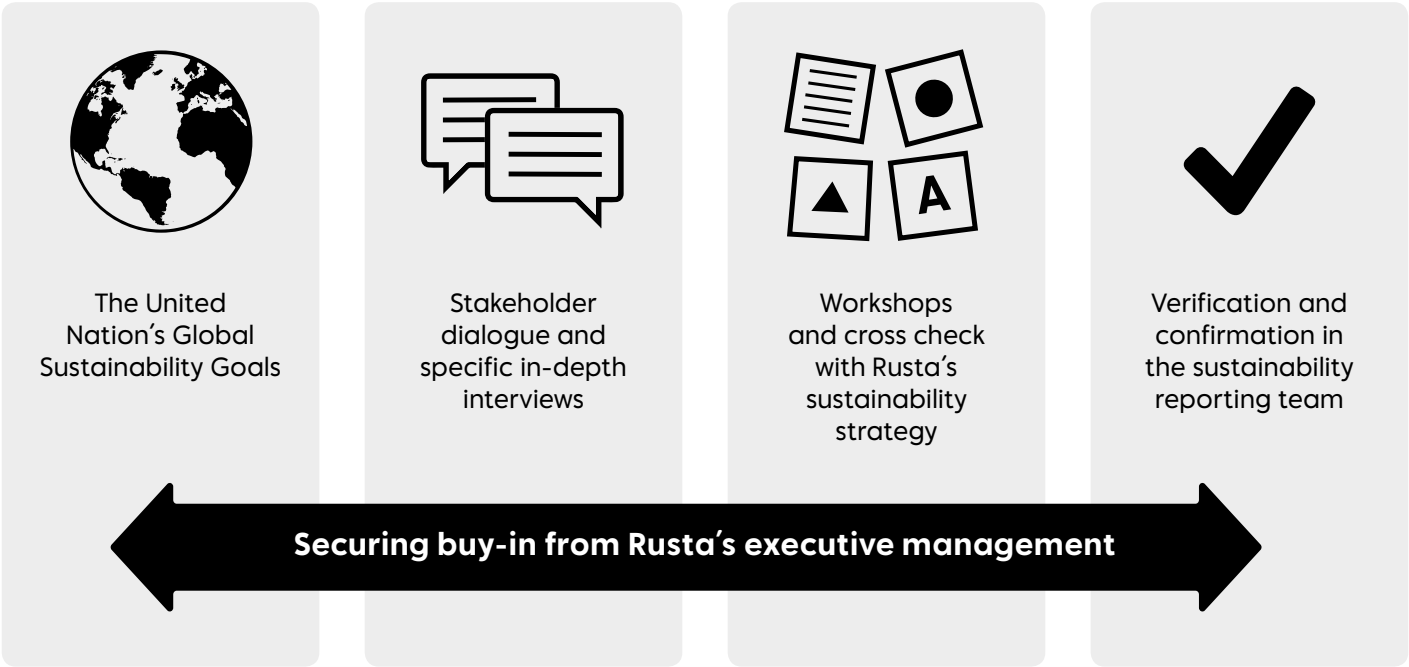 The United
Nation’s Global
Sustainability Goals
Stakeholder
dialogue and
specific in-depth
interviews
Workshops
and cross check
with Rusta’s
sustainability
strategy
A
Verification and
confirmation in
the sustainability
reporting team
Securing buy-in from Rusta’s executive management